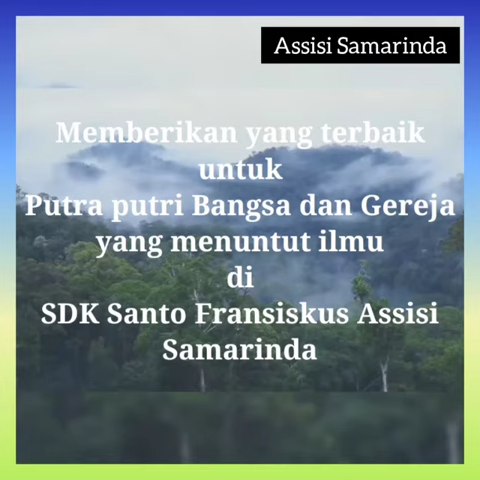 Assisi Samarinda
Memberikan yang terbaik
untuk
Putra putri Bangsa dan Gereja
yang menuntut ilmu
di
SDK Santo Fransiskus Assisi
Samarinda